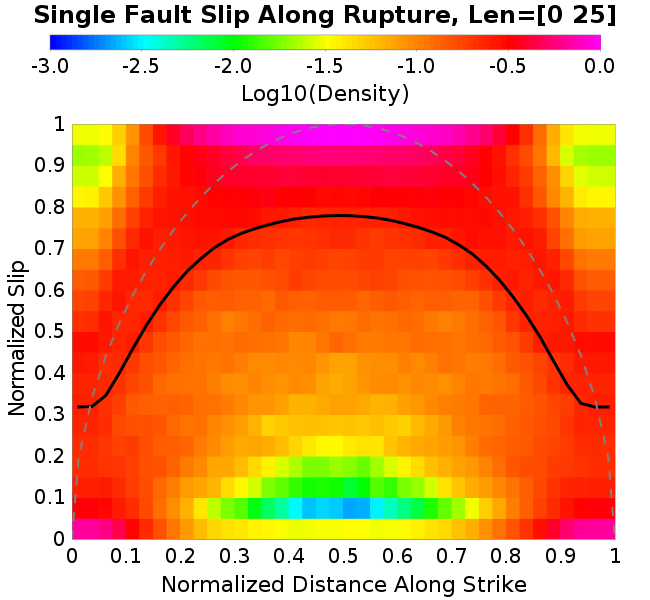 Single Fault Slip Along Rupture, Len=[0 25]
-3.0 -2.5 -2.0 -1.5 -1.0 -0.5 0.0
Log10(Density)
1
0.9
0.8
0.7
0.6
0.5
0.4
0.3
0.2
0.1
0
Normalized Slip
0 0.1 0.2 0.3 0.4 0.5 0.6 0.7 0.8 0.9 1
Normalized Distance Along Strike